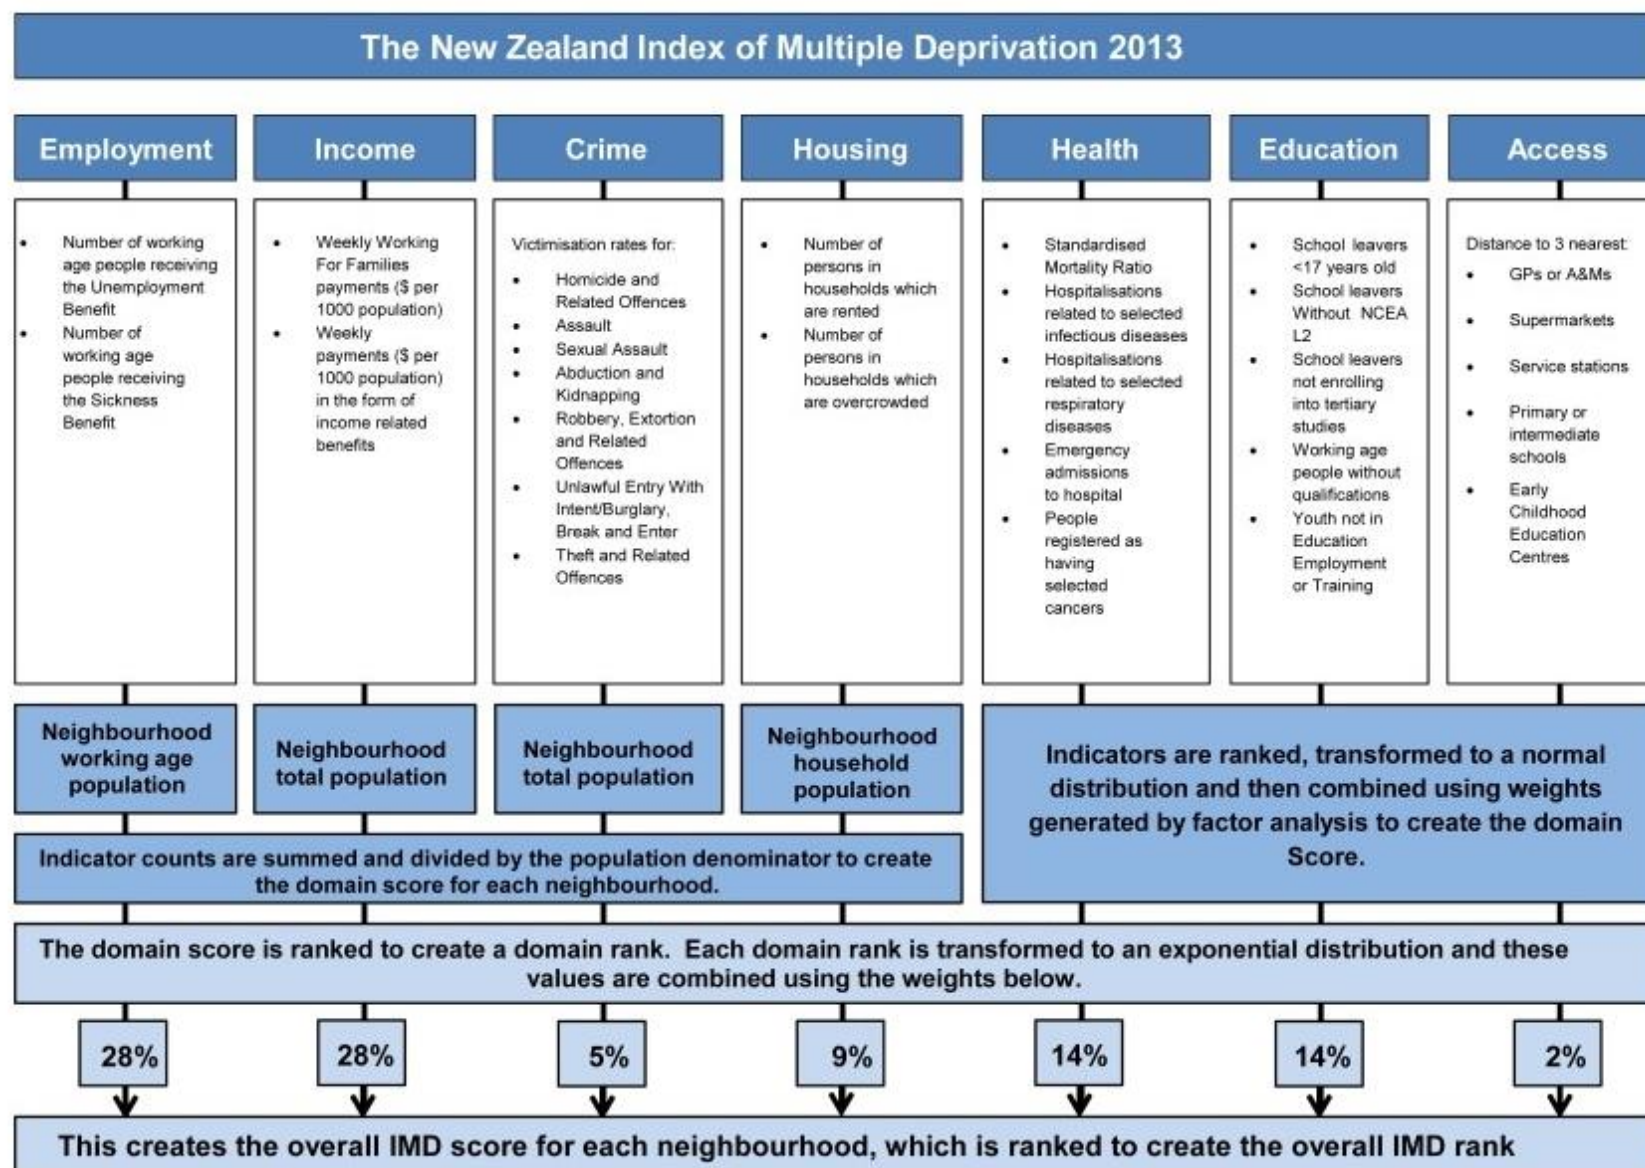 The New Zealand Index of Multiple Deprivation 2013
Employment
• Number of working
age people receiving
the Unemployment
Benefit
• Number of
working age
people receiving
the Sickness
Benefit
Neighbourhood
working age
population
Income
• Weekly Working
For Families
payments ($ per
1000 population)
• Weekly
payments ($ per
1000 population)
in the form of
income related
benefits
Neighbourhood
total population
Crime
Victimisation rates for:
• Homicide and
Related Offences
• Assault
• Sexual Assault
• Abduction and
Kidnapping
• Robbery, Extortion
and Related
Offences
• Unlawful Entry With
Intent/Burglary,
Break and Enter
• Theft and Related
Offences
Neighbourhood
total population
Housing
• Number of
persons in
households which
are rented
• Number of
persons in
households which
are overcrowded
Neighbourhood
household
population
Health
• Standardised
Mortality Ratio
• Hospitalisations
related to selected
infectious diseases
• Hospitalisations
related to selected
respiratory
diseases
• Emergency
admissions
to hospital
• People
registered as
having
selected
cancers
Education
• School leavers
<17 years old
• School leavers
Without NCEA
L2
• School leavers
not enrolling
into tertiary
studies
• Working age
people without
qualifications
• Youth not in
Education
Employment
or Training
Access
Distance to 3 nearest:
• GPs or A&Ms
• Supermarkets
• Service stations
• Primary or
intermediate
schools
• Early
Childhood
Education
Centres
Indicator counts are summed and divided by the population denominator to create
the domain score for each neighbourhood.
Indicators are ranked, transformed to a normal
distribution and then combined using weights
generated by factor analysis to create the domain
Score.
The domain score is ranked to create a domain rank. Each domain rank is transformed to an exponential distribution and these
values are combined using the weights below.
28%
28%
5%
9%
14%
14%
2%
This creates the overall IMD score for each neighbourhood, which is ranked to create the overall IMD rank